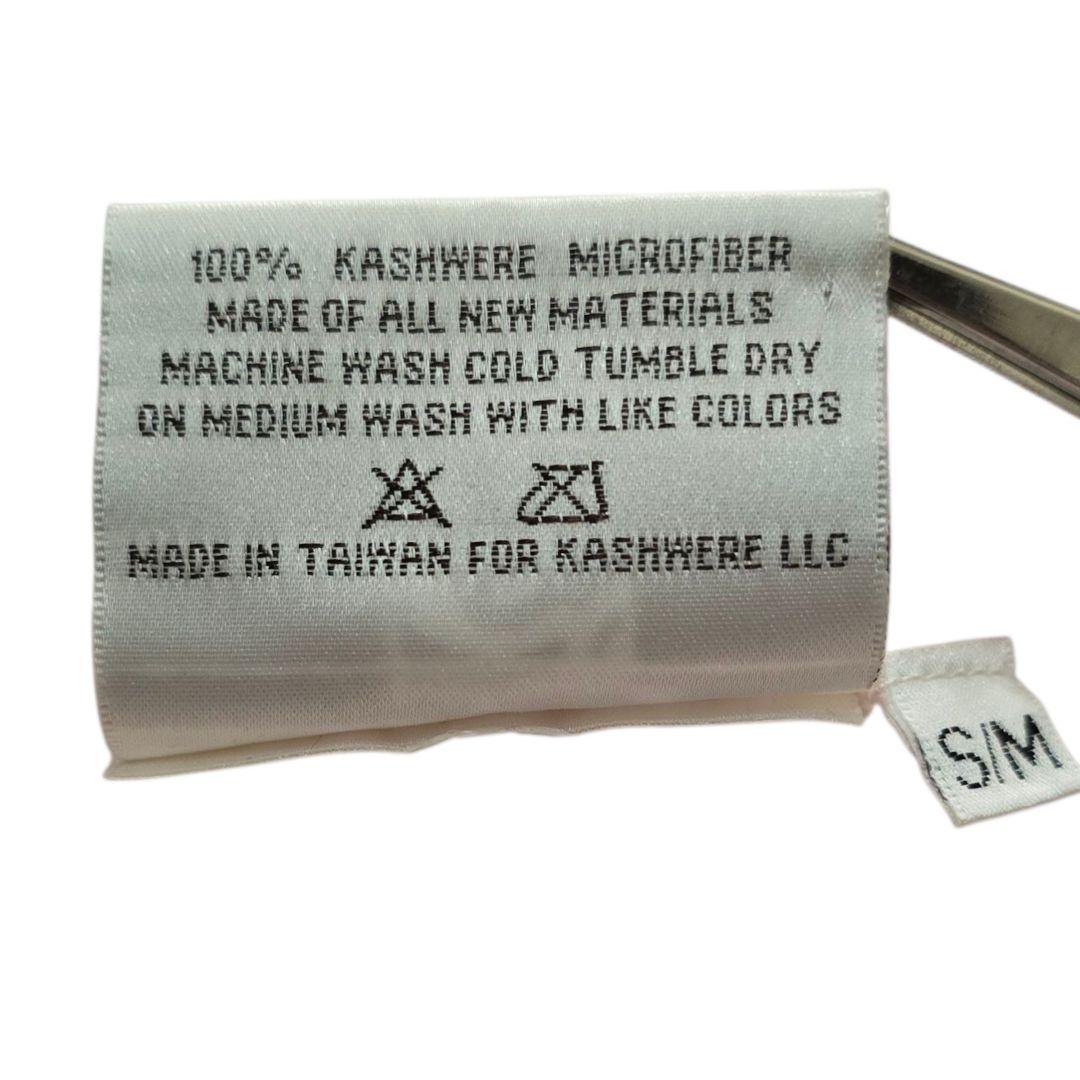 100% KASHWERE MICROFIBER
MADE OF ALL NEW MATERIALS
MACHINE WASH COLD TUMBLE DRY
ON MEDIUM WASH WITH LIKE COLORS
MADE IN TAIWAN FOR KASHWERE LLC
S/M